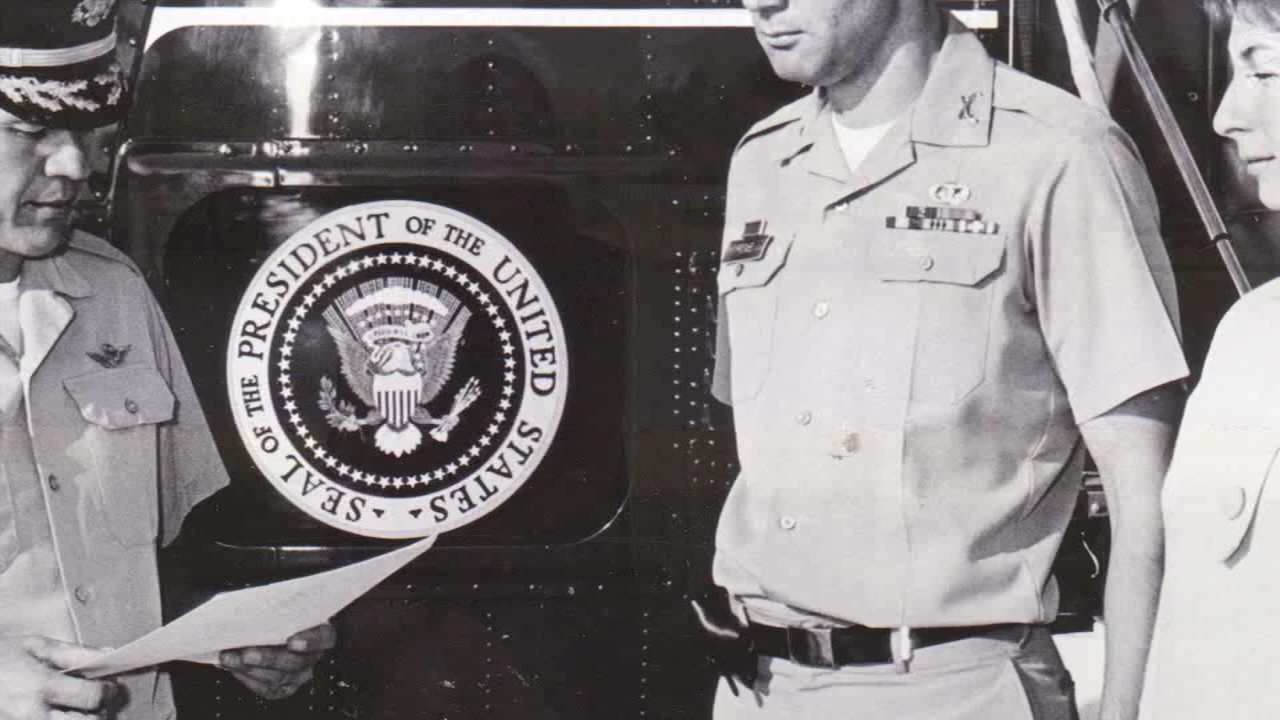 SEAL OF THE PRESIDENT OF THE UNITED STATES